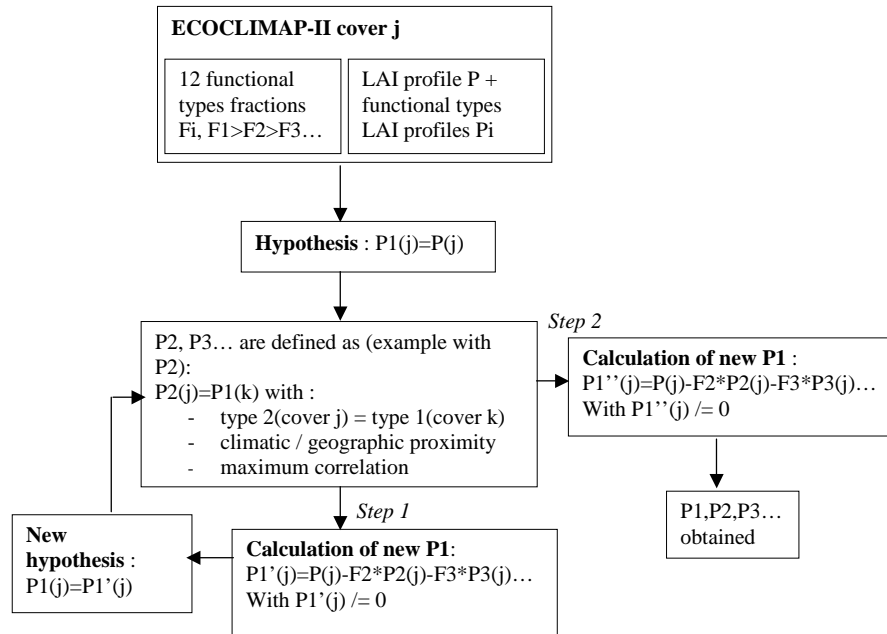 ECOCLIMAP-II cover j
12 functional
types fractions
Fi, F1>F2>F3…
LAI profile P +
functional types
LAI profiles Pi
Hypothesis : P1(j)=P(j)
P2, P3… are defined as (example with
P2):
P2(j)=P1(k) with :
- type 2(cover j) = type 1(cover k)
- climatic / geographic proximity
- maximum correlation
Step 2
Calculation of new P1 :
P1’’(j)=P(j)-F2*P2(j)-F3*P3(j)…
With P1’’(j) /= 0
P1,P2,P3…
obtained
Step 1
Calculation of new P1:
P1’(j)=P(j)-F2*P2(j)-F3*P3(j)…
With P1’(j) /= 0
New
hypothesis :
P1(j)=P1’(j)